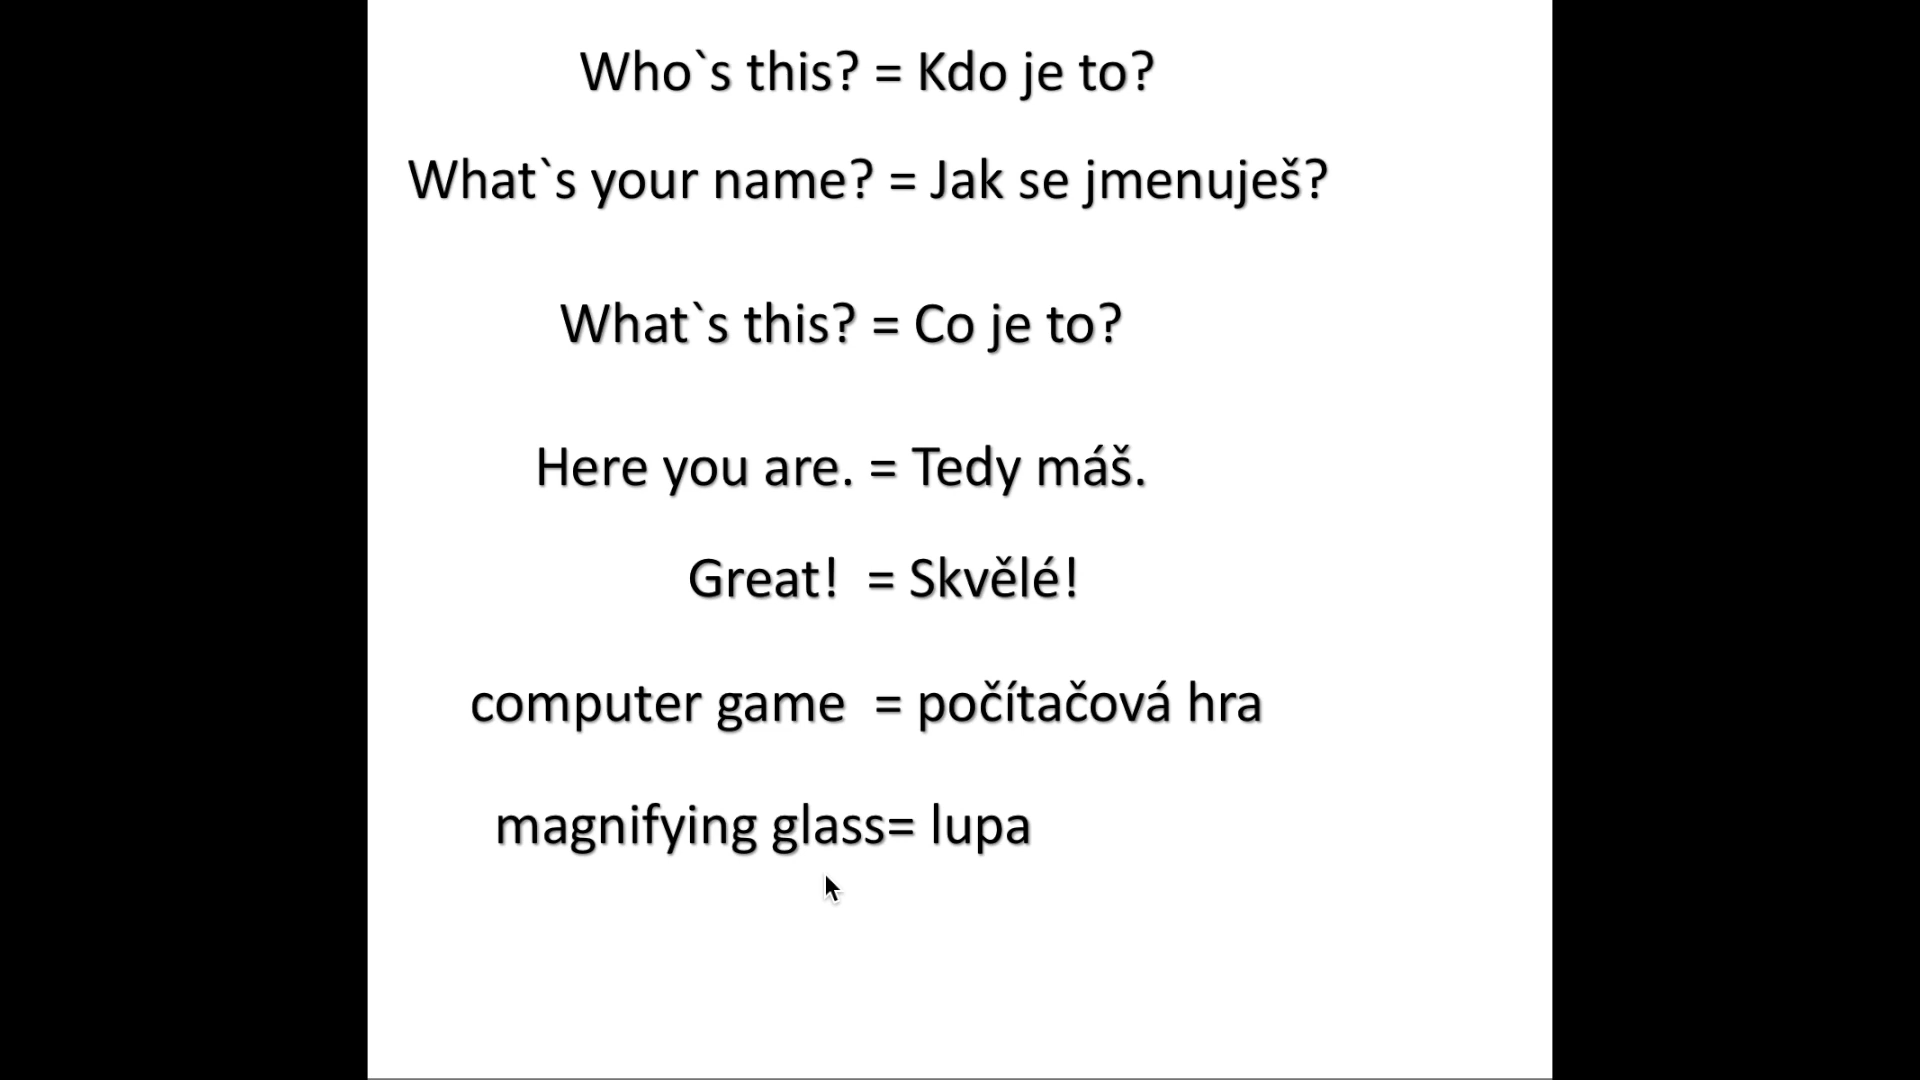 Who`s this? = Kdo je to?
What`s your name? = Jak se jmenuješ?
What`s this? = Co je to?
Here you are. = Tedy máš.
Great!  = Skvělé!
computer game  = počítačová hra
magnifying glass= lupa